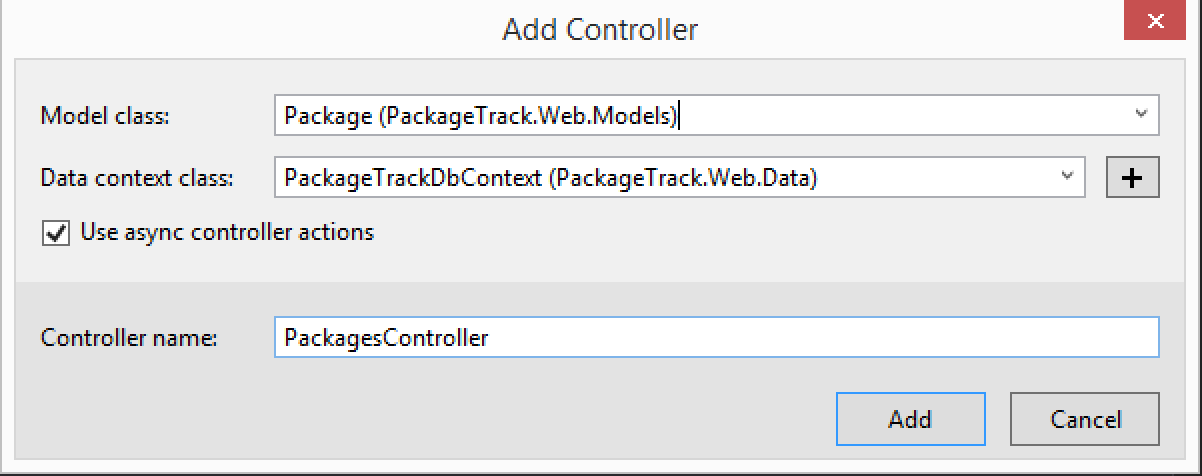 Add Controller
Model class: Package (PackageTrack.Web.Models)
Data context class: PackageTrackDbContext (PackageTrack.Web.Data)
Use async controller actions
Controller name: PackagesController
Add Cancel